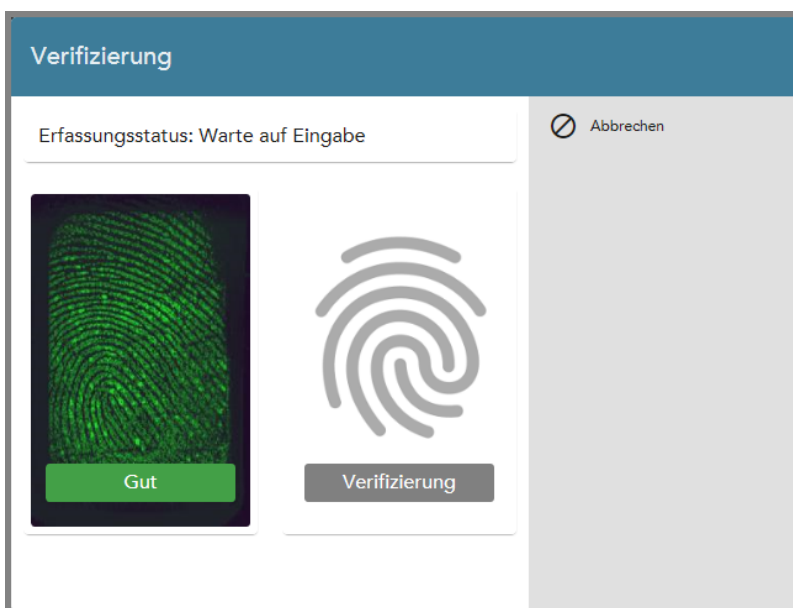 Verifizierung
Erfassungsstatus: Warte auf Eingabe
Abbrechen
Gut
Verifizierung